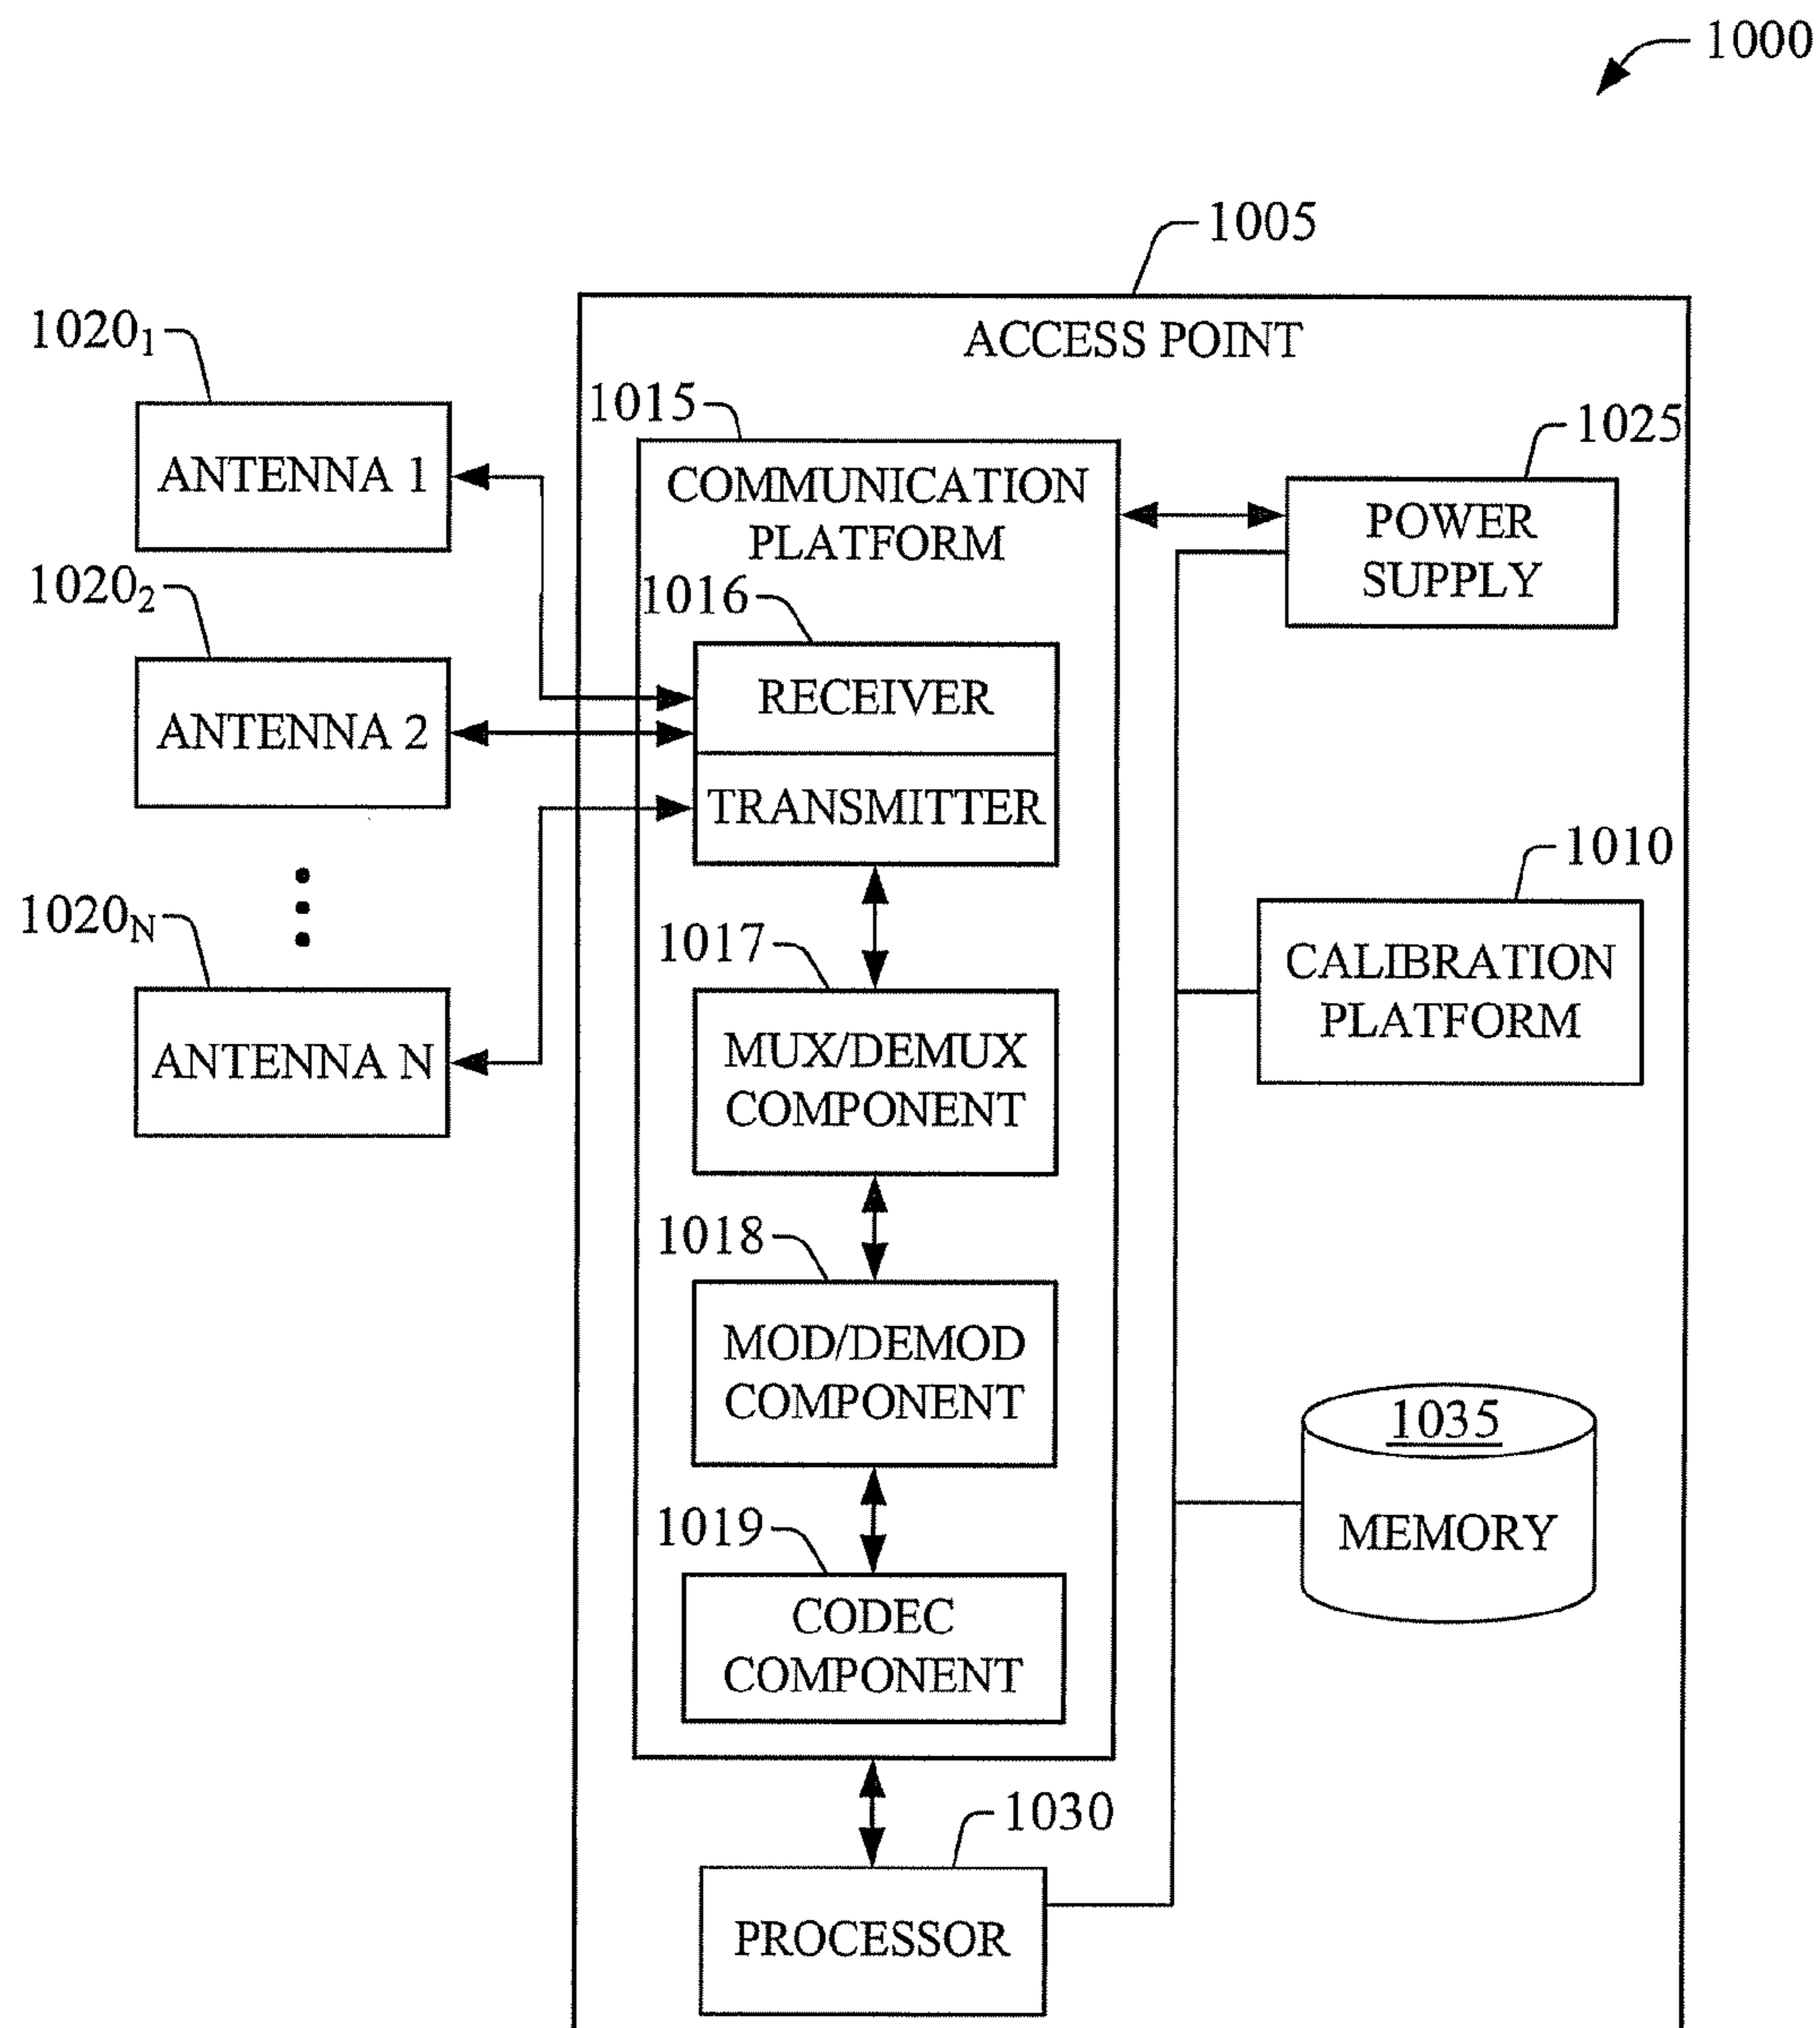 1000
1005
ACCESS POINT
1020₁
ANTENNA 1
1020₂
ANTENNA 2
1020N
ANTENNA N
1015
COMMUNICATION
PLATFORM
1016
RECEIVER
TRANSMITTER
1017
MUX/DEMUX
COMPONENT
1018
MOD/DEMOD
COMPONENT
1019
CODEC
COMPONENT
1030
PROCESSOR
1025
POWER
SUPPLY
1010
CALIBRATION
PLATFORM
1035
MEMORY